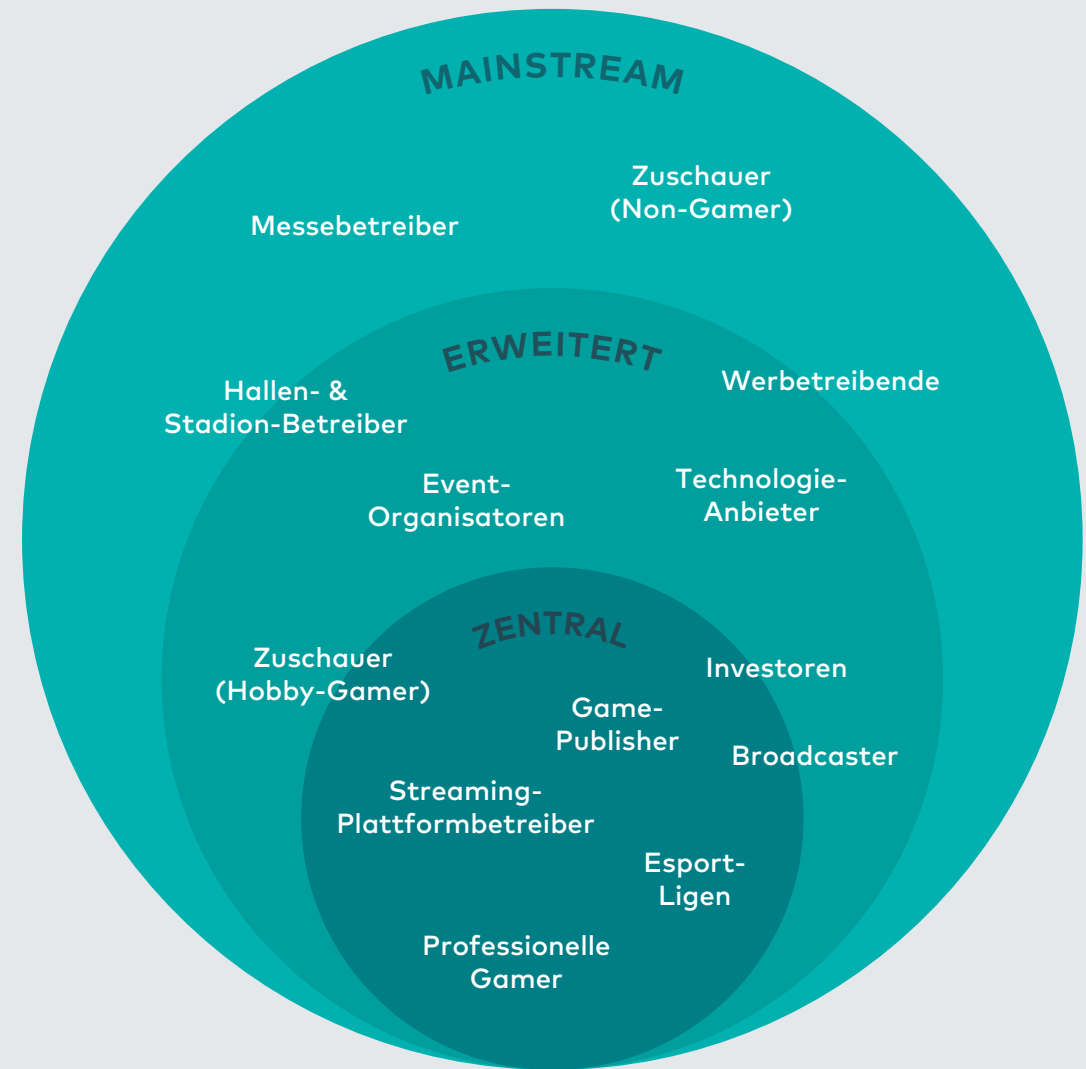 MAINSTREAM
Zuschauer
(Non-Gamer)
Messebetreiber
ERWEITERT
Werbetreibende
Hallen- &
Stadion-Betreiber
Event-
Organisatoren
Technologie-
Anbieter
ZENTRAL
Zuschauer
(Hobby-Gamer)
Investoren
Game-
Publisher
Broadcaster
Streaming-
Plattformbetreiber
Esport-
Ligen
Professionelle
Gamer